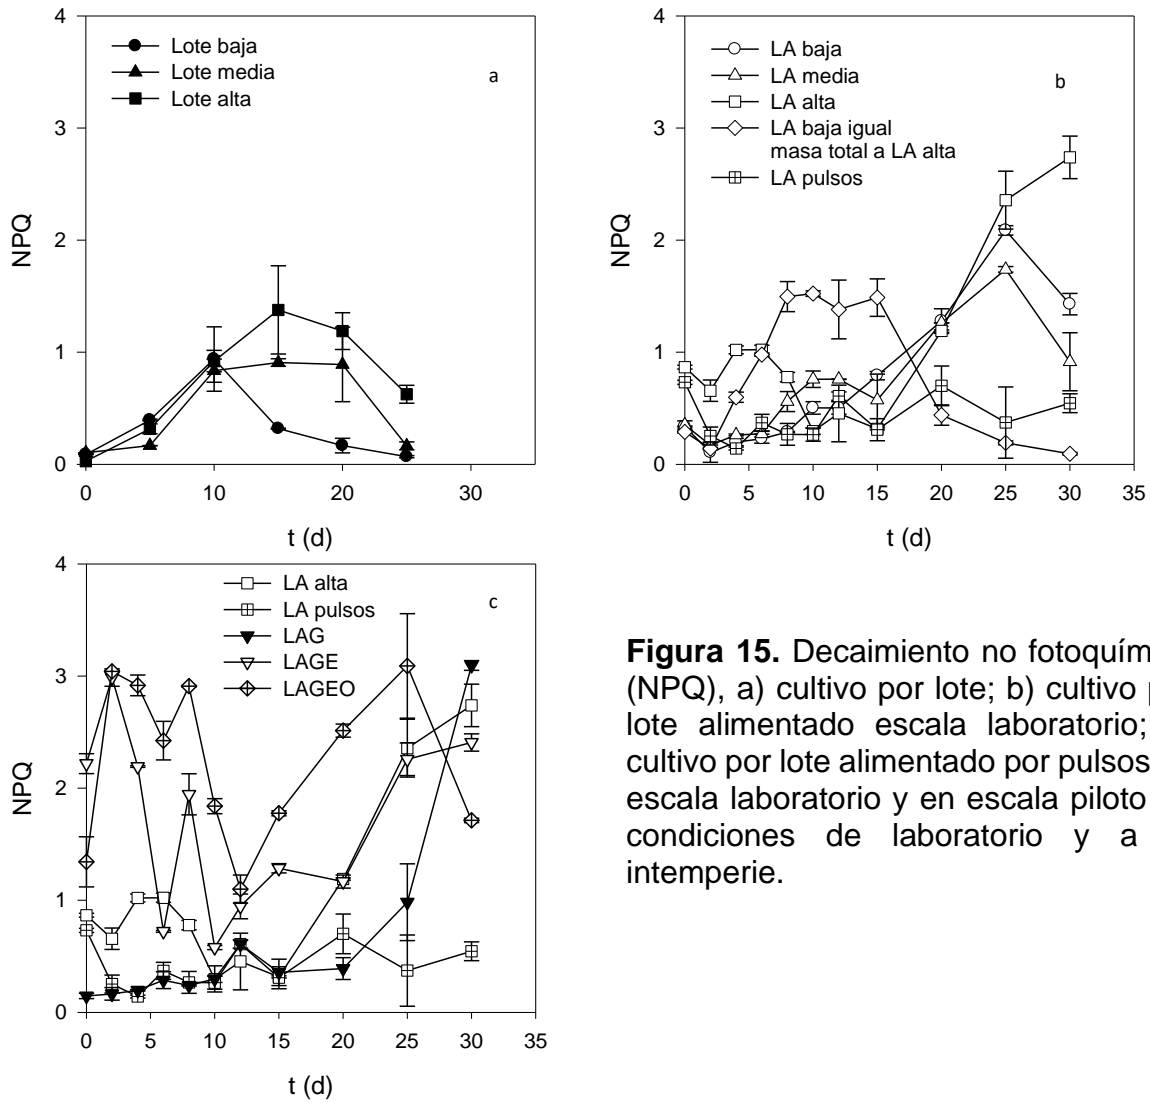 4
3
2
1
0
NPQ
Lote baja
Lote media
Lote alta
a
0 10 20 30
t (d)
4
3
2
1
0
NPQ
LA baja
LA media
LA alta
LA baja igual
masa total a LA alta
LA pulsos
b
0 5 10 15 20 25 30 35
t (d)
4
3
2
1
0
NPQ
LA alta
LA pulsos
LAG
LAGE
LAGEO
c
0 5 10 15 20 25 30 35
t (d)
Figura 15. Decaimiento no fotoquím
(NPQ), a) cultivo por lote; b) cultivo p
lote alimentado escala laboratorio;
cultivo por lote alimentado por pulsos
escala laboratorio y en escala piloto
condiciones de laboratorio y a
intemperie.